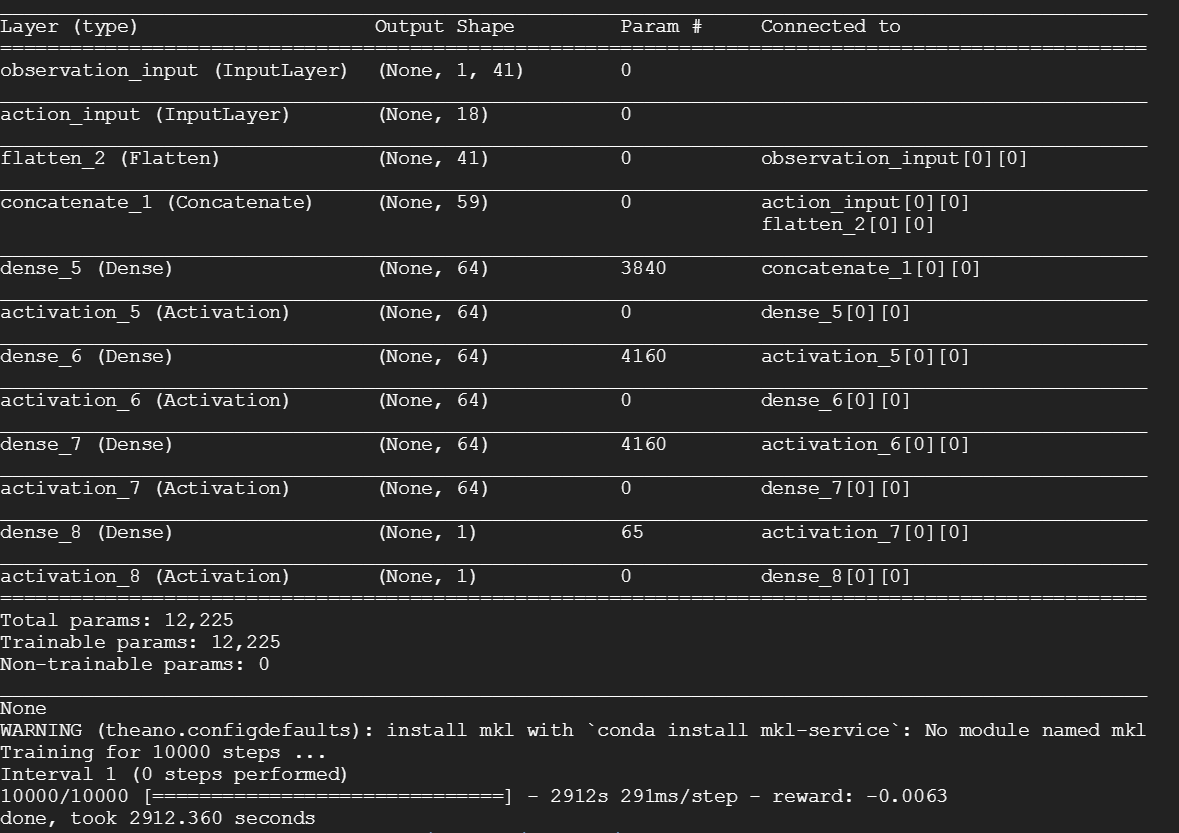 Layer (type) Output Shape Param # Connected to
==================================================================================================
observation_input (InputLayer) (None, 1, 41) 0
action_input (InputLayer) (None, 18) 0
flatten_2 (Flatten) (None, 41) 0 observation_input[0][0]
concatenate_1 (Concatenate) (None, 59) 0 action_input[0][0]
flatten_2[0][0]
dense_5 (Dense) (None, 64) 3840 concatenate_1[0][0]
activation_5 (Activation) (None, 64) 0 dense_5[0][0]
dense_6 (Dense) (None, 64) 4160 activation_5[0][0]
activation_6 (Activation) (None, 64) 0 dense_6[0][0]
dense_7 (Dense) (None, 64) 4160 activation_6[0][0]
activation_7 (Activation) (None, 64) 0 dense_7[0][0]
dense_8 (Dense) (None, 1) 65 activation_7[0][0]
activation_8 (Activation) (None, 1) 0 dense_8[0][0]
==================================================================================================
Total params: 12,225
Trainable params: 12,225
Non-trainable params: 0
None
WARNING (theano.configdefaults): install mkl with `conda install mkl-service`: No module named mkl
Training for 10000 steps ...
Interval 1 (0 steps performed)
10000/10000 [==============================] - 2912s 291ms/step - reward: -0.0063
done, took 2912.360 seconds